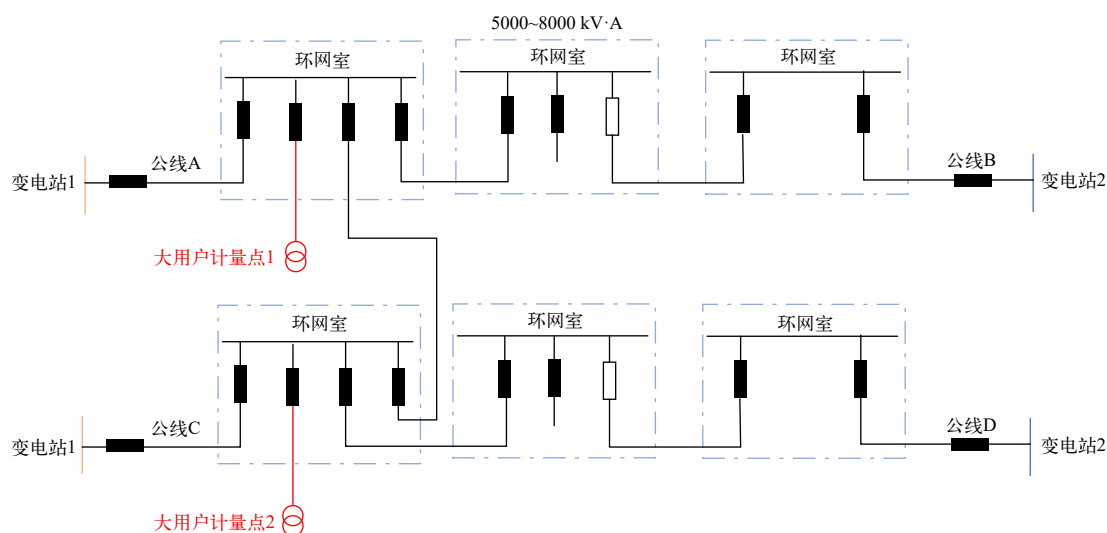 5000~8000 kV·A
环网室
环网室
环网室
公线A
公线B
变电站1
变电站2
大用户计量点1
环网室
环网室
环网室
公线C
公线D
变电站1
变电站2
大用户计量点2